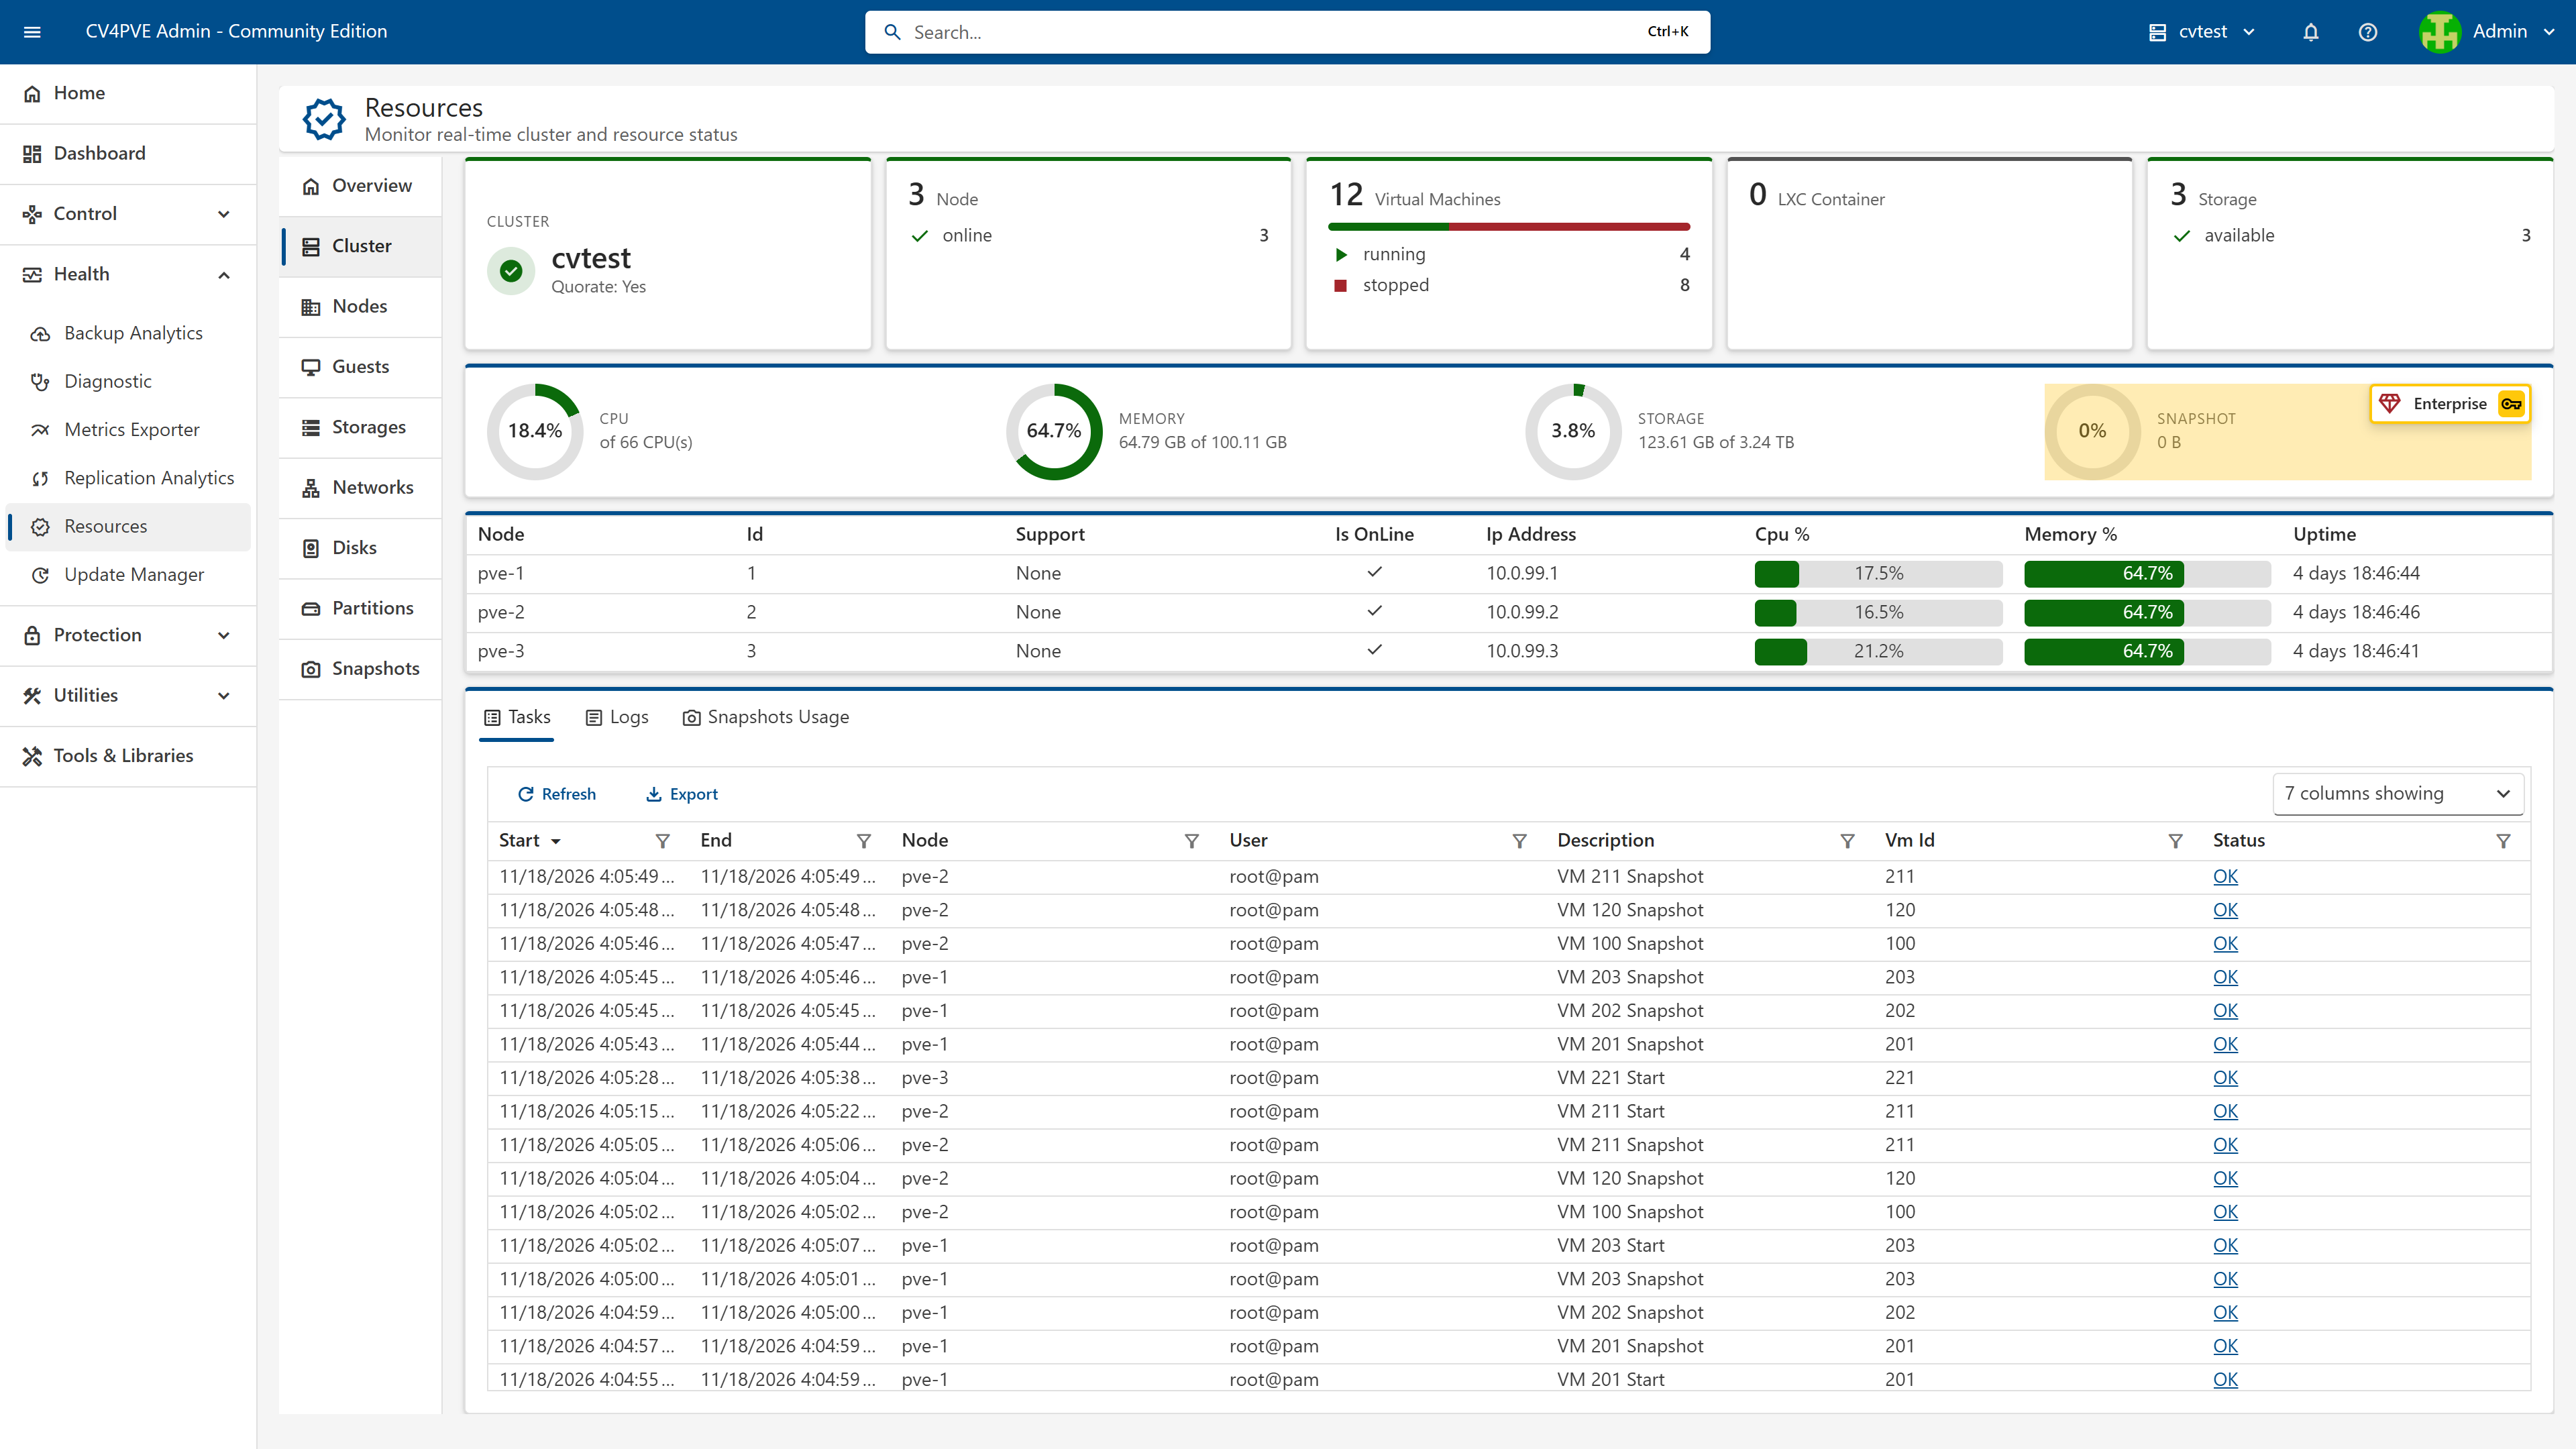 CV4PVE Admin - Community Edition
Search...
Ctrl+K
cvtest
Admin
Home
Dashboard
Control
Health
Backup Analytics
Diagnostic
Metrics Exporter
Replication Analytics
Resources
Update Manager
Protection
Utilities
Tools & Libraries
Resources
Monitor real-time cluster and resource status
Overview
Cluster
Nodes
Guests
Storages
Networks
Disks
Partitions
Snapshots
CLUSTER
cvtest
Quorate: Yes
3 Node
online 3
12 Virtual Machines
running 4
stopped 8
0 LXC Container
3 Storage
available 3
18.4%
CPU
of 66 CPU(s)
64.7%
MEMORY
64.79 GB of 100.11 GB
3.8%
STORAGE
123.61 GB of 3.24 TB
0%
SNAPSHOT
0 B
Enterprise
Node Id Support Is OnLine Ip Address Cpu % Memory % Uptime
pve-1 1 None 10.0.99.1 17.5% 64.7% 4 days 18:46:44
pve-2 2 None 10.0.99.2 16.5% 64.7% 4 days 18:46:46
pve-3 3 None 10.0.99.3 21.2% 64.7% 4 days 18:46:41
Tasks Logs Snapshots Usage
Refresh Export 7 columns showing
Start End Node User Description Vm Id Status
11/18/2026 4:05:49... 11/18/2026 4:05:49... pve-2 root@pam VM 211 Snapshot 211 OK
11/18/2026 4:05:48... 11/18/2026 4:05:48... pve-2 root@pam VM 120 Snapshot 120 OK
11/18/2026 4:05:46... 11/18/2026 4:05:47... pve-2 root@pam VM 100 Snapshot 100 OK
11/18/2026 4:05:45... 11/18/2026 4:05:46... pve-1 root@pam VM 203 Snapshot 203 OK
11/18/2026 4:05:45... 11/18/2026 4:05:45... pve-1 root@pam VM 202 Snapshot 202 OK
11/18/2026 4:05:43... 11/18/2026 4:05:44... pve-1 root@pam VM 201 Snapshot 201 OK
11/18/2026 4:05:28... 11/18/2026 4:05:38... pve-3 root@pam VM 221 Start 221 OK
11/18/2026 4:05:15... 11/18/2026 4:05:22... pve-2 root@pam VM 211 Start 211 OK
11/18/2026 4:05:05... 11/18/2026 4:05:06... pve-2 root@pam VM 211 Snapshot 211 OK
11/18/2026 4:05:04... 11/18/2026 4:05:04... pve-2 root@pam VM 120 Snapshot 120 OK
11/18/2026 4:05:02... 11/18/2026 4:05:02... pve-2 root@pam VM 100 Snapshot 100 OK
11/18/2026 4:05:02... 11/18/2026 4:05:07... pve-1 root@pam VM 203 Start 203 OK
11/18/2026 4:05:00... 11/18/2026 4:05:01... pve-1 root@pam VM 203 Snapshot 203 OK
11/18/2026 4:04:59... 11/18/2026 4:05:00... pve-1 root@pam VM 202 Snapshot 202 OK
11/18/2026 4:04:57... 11/18/2026 4:04:59... pve-1 root@pam VM 201 Snapshot 201 OK
11/18/2026 4:04:55... 11/18/2026 4:04:59... pve-1 root@pam VM 201 Start 201 OK